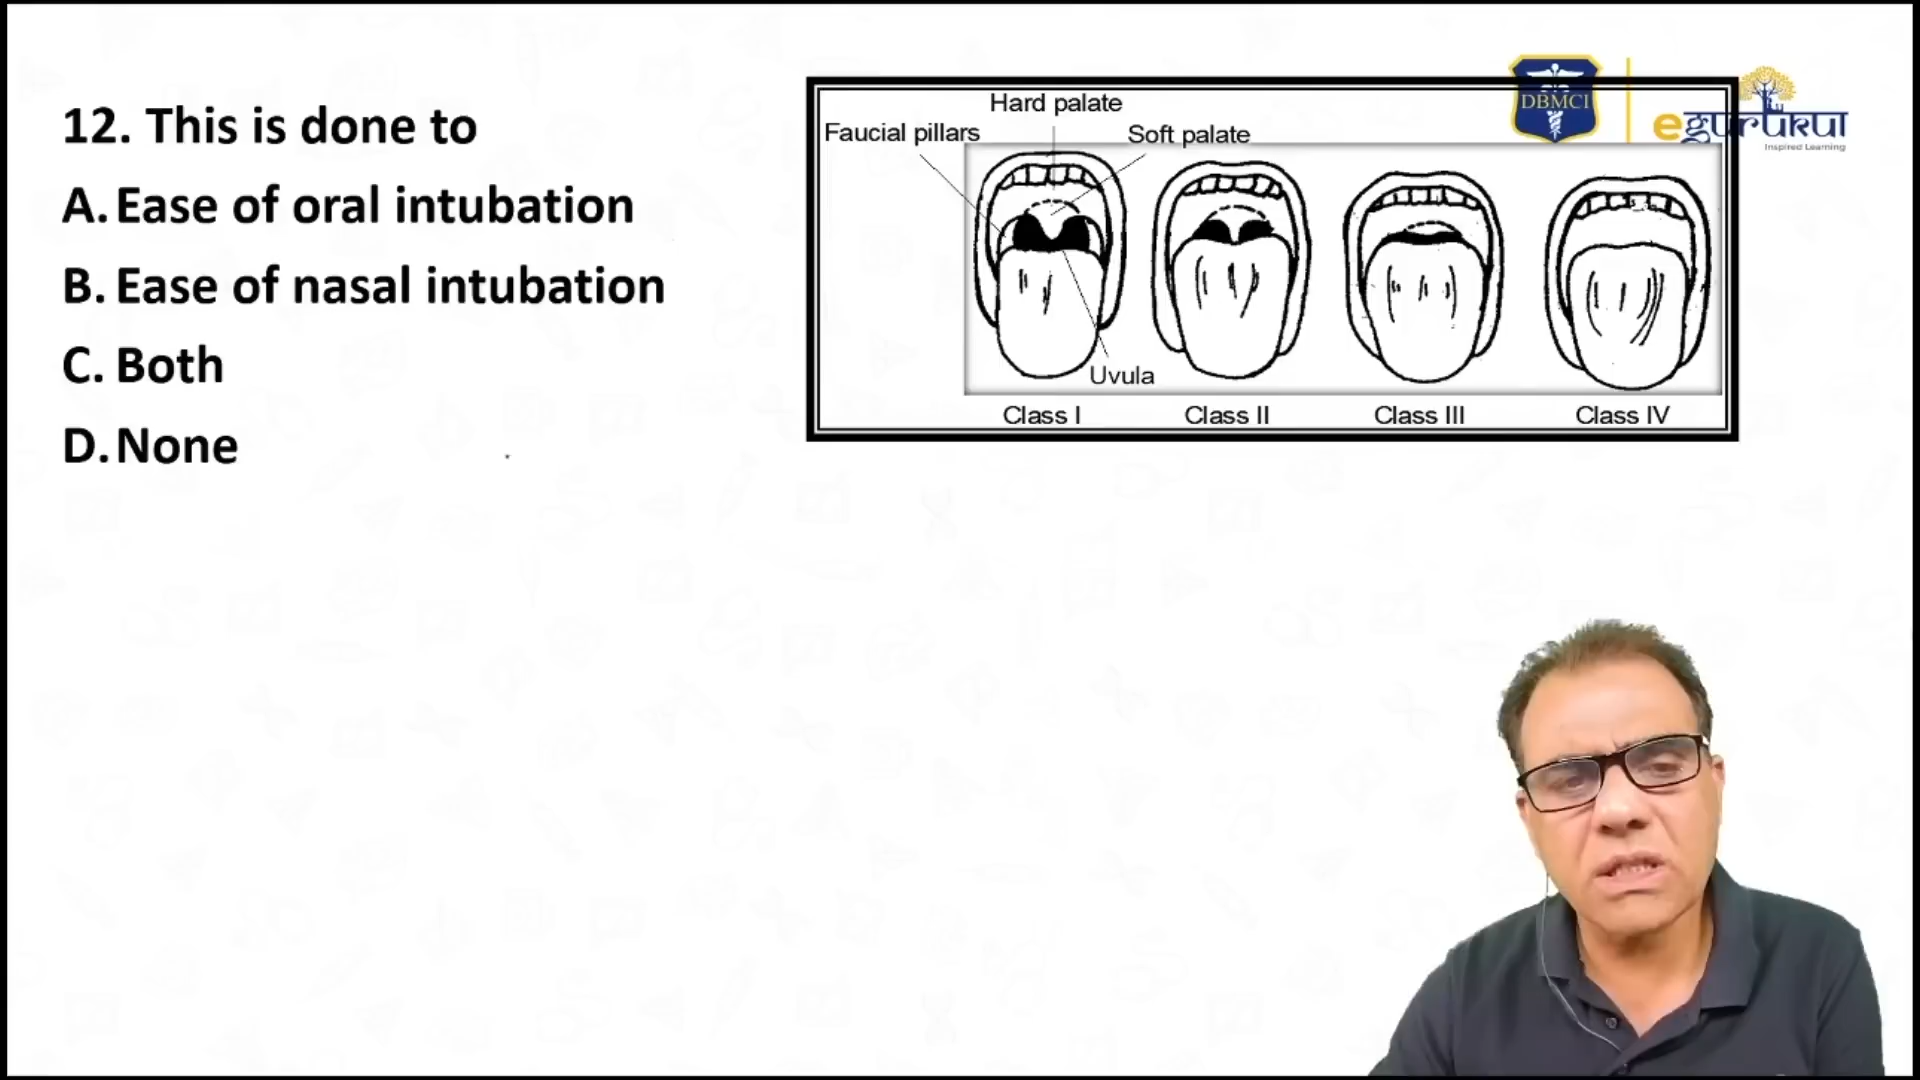 12. This is done to
A. Ease of oral intubation
B. Ease of nasal intubation
C. Both
D. None
Hard palate
Faucial pillars
Soft palate
Uvula
Class I
Class II
Class III
Class IV
DBMCI
egurukul
Inspired Learning